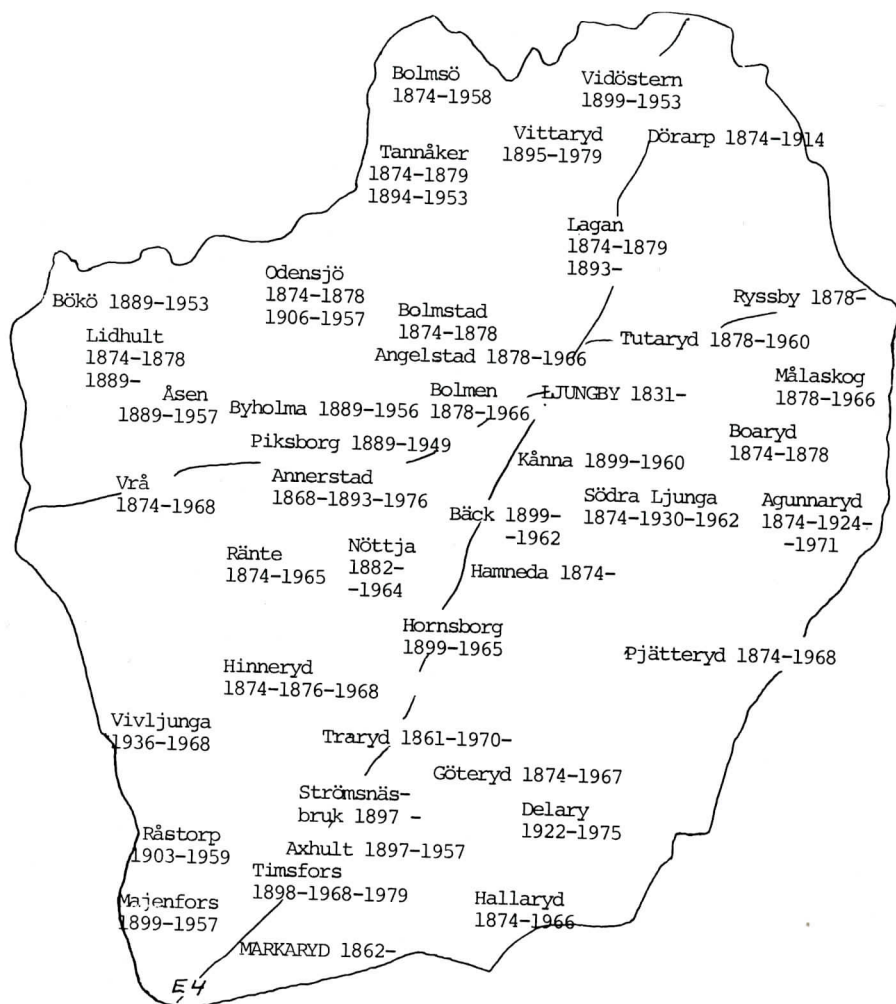 Bolmsö
1874-1958
Vidöstern
1899-1953
Vittaryd
1895-1979
Dörarp 1874-1914
Tannåker
1874-1879
1894-1953
Lagan
1874-1879
1893-
Odensjö
1874-1878
1906-1957
Bökö 1889-1953
Bolmstad
1874-1878
Ryssby 1878-
Lidhult
1874-1878
1889-
Tutaryd 1878-1960
Angelstad 1878-1966
Målaskog
1878-1966
Åsen
1889-1957
Byholma 1889-1956
Bolmen
1878-1966
LJUNGBY 1831-
Boaryd
1874-1878
Piksborg 1889-1949
Kånna 1899-1960
Vrå
1874-1968
Annerstad
1868-1893-1976
Bäck 1899-
-1962
Södra Ljunga
1874-1930-1962
Agunnaryd
1874-1924-
-1971
Ränte
1874-1965
Nöttja
1882-
-1964
Hamneda 1874-
Hornsborg
1899-1965
Pjätteryd 1874-1968
Hinneryd
1874-1876-1968
Vivljunga
1936-1968
Traryd 1861-1970-
Göteryd 1874-1967
Strömsnäs-
bruk 1897 -
Delary
1922-1975
Råstorp
1903-1959
Axhult 1897-1957
Timsfors
1898-1968-1979
Majenfors
1899-1957
Hallaryd
1874-1966
MARKARYD 1862-
E4